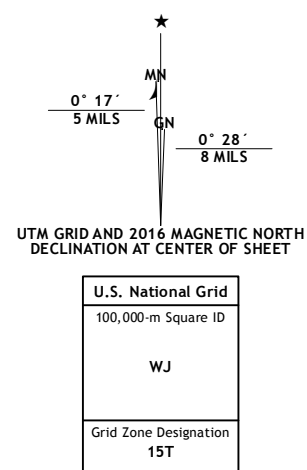 MN
0° 17´
5 MILS
GN
0° 28´
8 MILS
UTM GRID AND 2016 MAGNETIC NORTH
DECLINATION AT CENTER OF SHEET
U.S. National Grid
100,000-m Square ID
WJ
Grid Zone Designation
15T